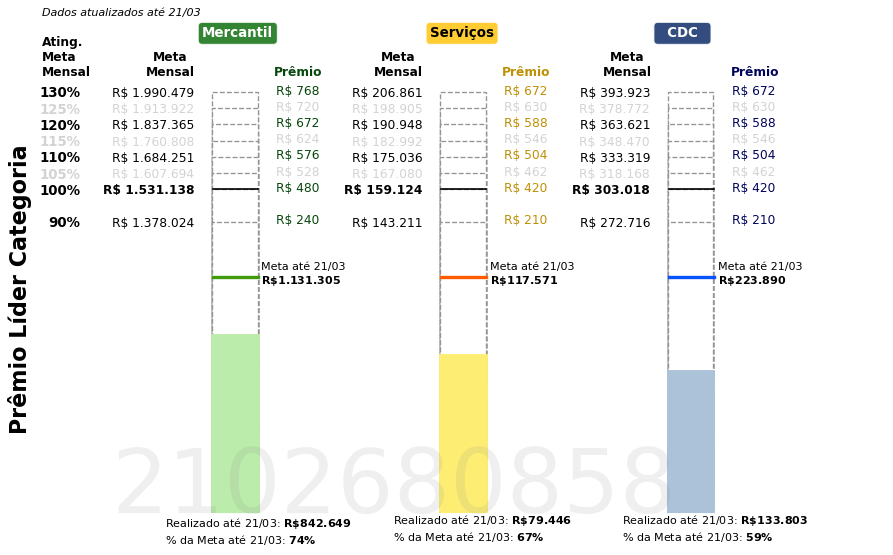 Dados atualizados até 21/03
Mercantil Serviços CDC
Ating.
Meta
Mensal
Meta
Mensal Prêmio Meta
Mensal Prêmio Meta
Mensal Prêmio
130% R$ 1.990.479 R$ 768 R$ 206.861 R$ 672 R$ 393.923 R$ 672
125% R$ 1.913.922 R$ 720 R$ 198.905 R$ 630 R$ 378.772 R$ 630
120% R$ 1.837.365 R$ 672 R$ 190.948 R$ 588 R$ 363.621 R$ 588
115% R$ 1.760.808 R$ 624 R$ 182.992 R$ 546 R$ 348.470 R$ 546
110% R$ 1.684.251 R$ 576 R$ 175.036 R$ 504 R$ 333.319 R$ 504
105% R$ 1.607.694 R$ 528 R$ 167.080 R$ 462 R$ 318.168 R$ 462
100% R$ 1.531.138 R$ 480 R$ 159.124 R$ 420 R$ 303.018 R$ 420
90% R$ 1.378.024 R$ 240 R$ 143.211 R$ 210 R$ 272.716 R$ 210
Meta até 21/03 Meta até 21/03 Meta até 21/03
R$1.131.305 R$117.571 R$223.890
Prêmio Líder Categoria
2102680858
Realizado até 21/03: R$842.649 Realizado até 21/03: R$79.446 Realizado até 21/03: R$133.803
% da Meta até 21/03: 74% % da Meta até 21/03: 67% % da Meta até 21/03: 59%